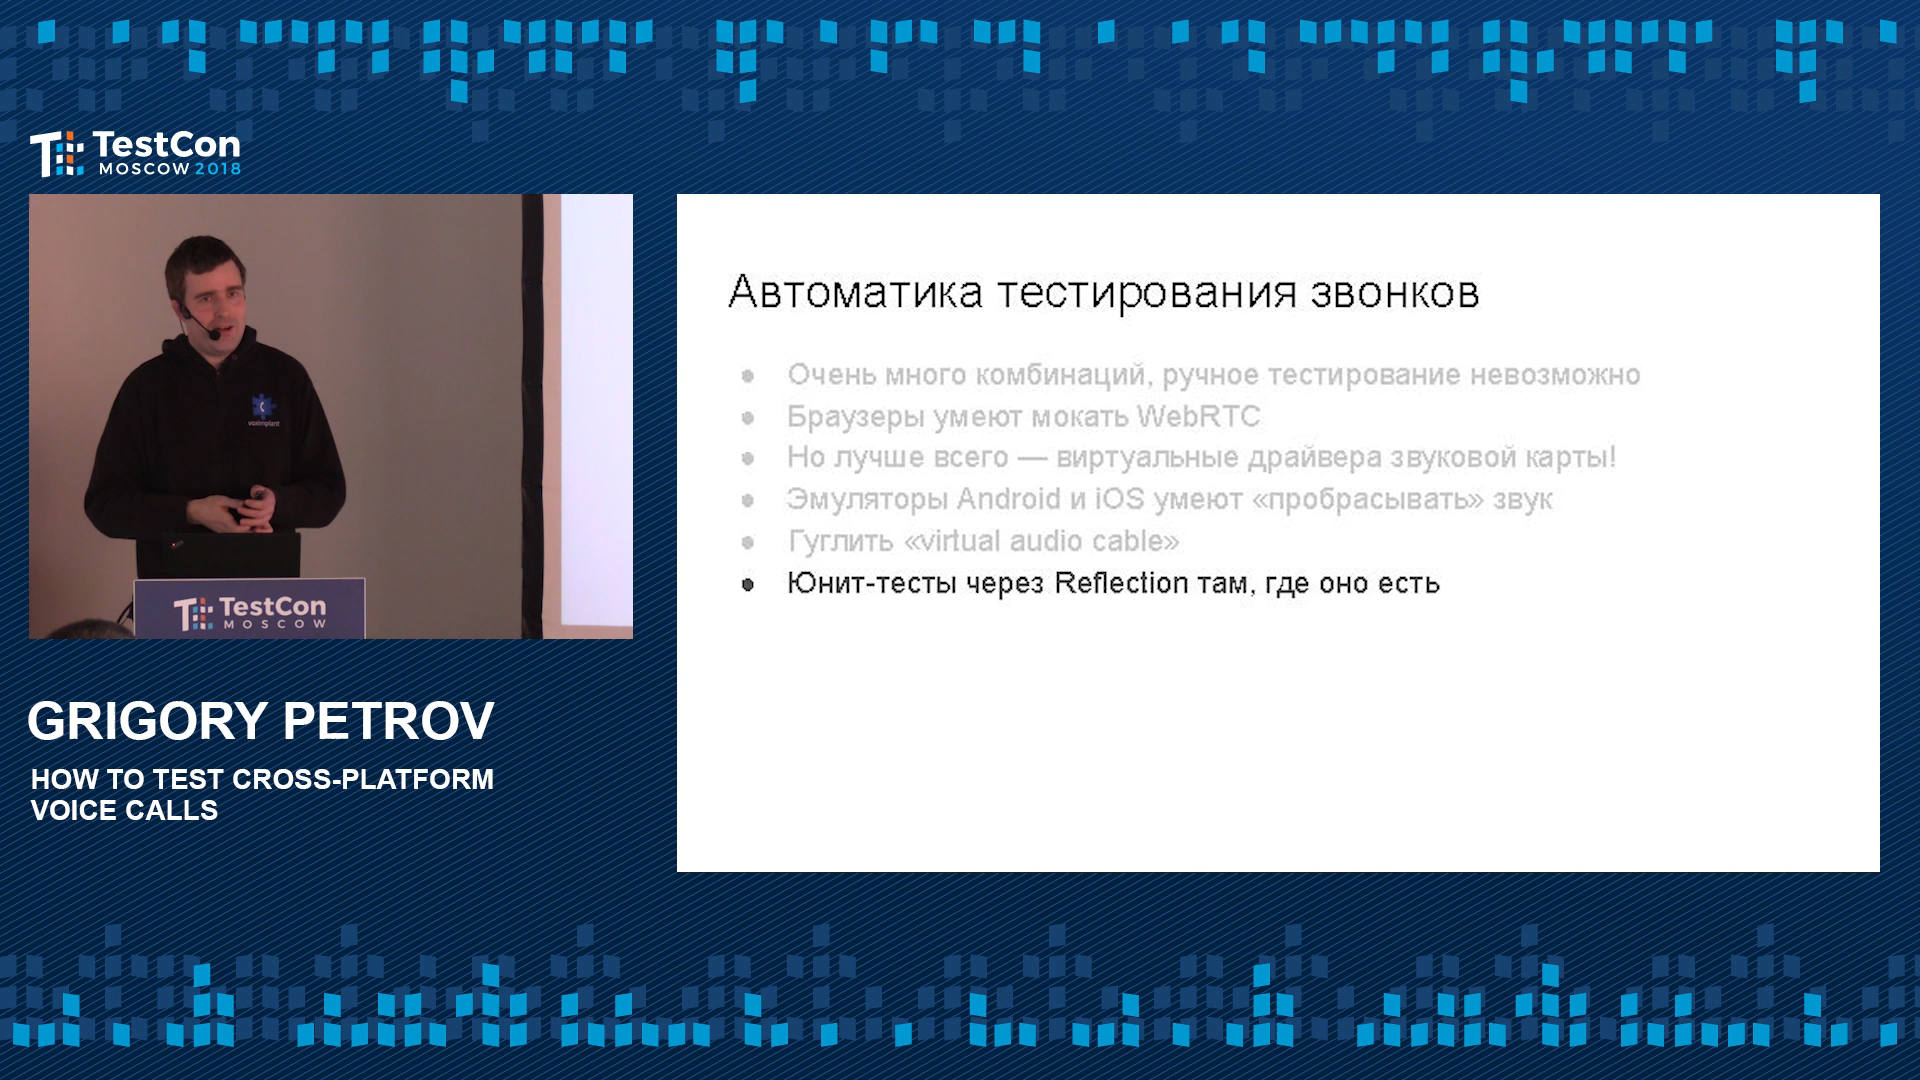 TestCon
MOSCOW 2018
voximplant
TestCon
MOSCOW
GRIGORY PETROV
HOW TO TEST CROSS-PLATFORM
VOICE CALLS
Автоматика тестирования звонков
Очень много комбинаций, ручное тестирование невозможно
Браузеры умеют мокать WebRTC
Но лучше всего — виртуальные драйвера звуковой карты!
Эмуляторы Android и iOS умеют «пробрасывать» звук
Гуглить «virtual audio cable»
Юнит-тесты через Reflection там, где оно есть